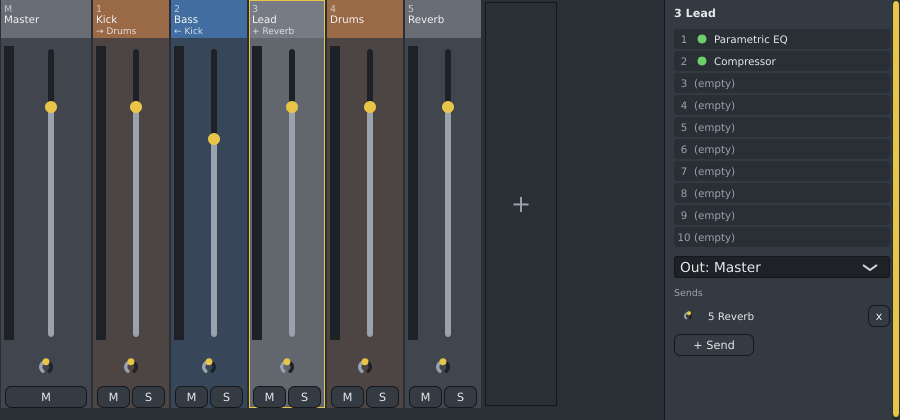 M
Master
1
Kick
→ Drums
2
Bass
← Kick
3
Lead
+ Reverb
4
Drums
5
Reverb
+
M
M S
M S
M S
M S
M S
3 Lead
1 Parametric EQ
2 Compressor
3 (empty)
4 (empty)
5 (empty)
6 (empty)
7 (empty)
8 (empty)
9 (empty)
10 (empty)
Out: Master
Sends
5 Reverb x
+ Send